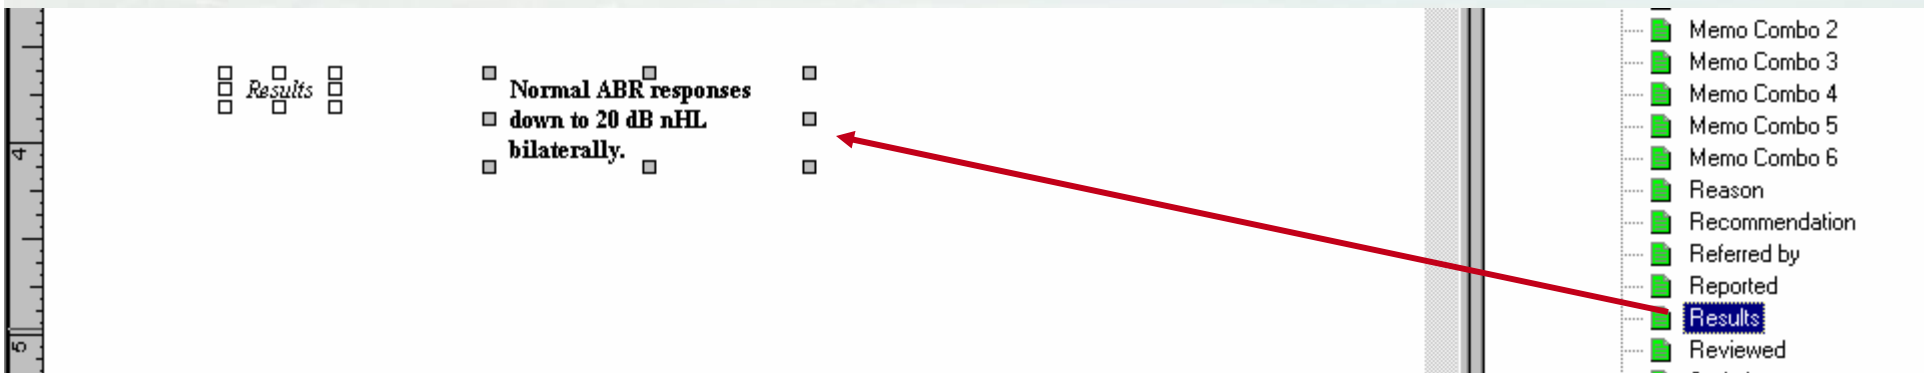 Results
Normal ABR responses
down to 20 dB nHL
bilaterally.
4
5
Memo Combo 2
Memo Combo 3
Memo Combo 4
Memo Combo 5
Memo Combo 6
Reason
Recommendation
Referred by
Reported
Results
Reviewed